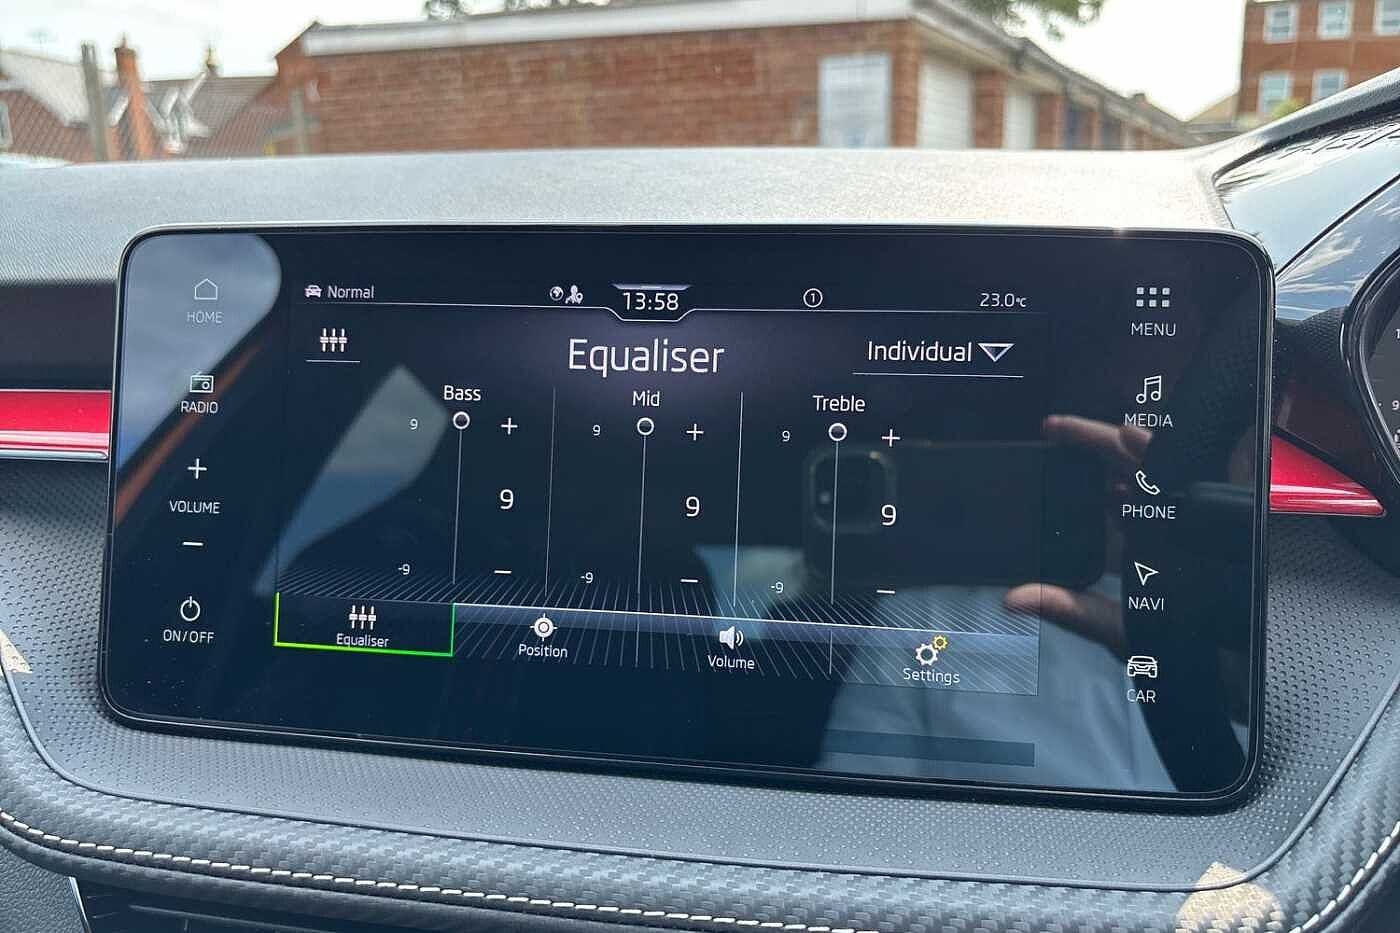 Normal
13:58
1
23.0°C
HOME
RADIO
+
VOLUME
−
ON/OFF
Equaliser
Individual
Bass
9
+
9
-9
−
Mid
9
+
9
-9
−
Treble
9
+
9
-9
−
Equaliser
Position
Volume
Settings
MENU
MEDIA
PHONE
NAVI
CAR